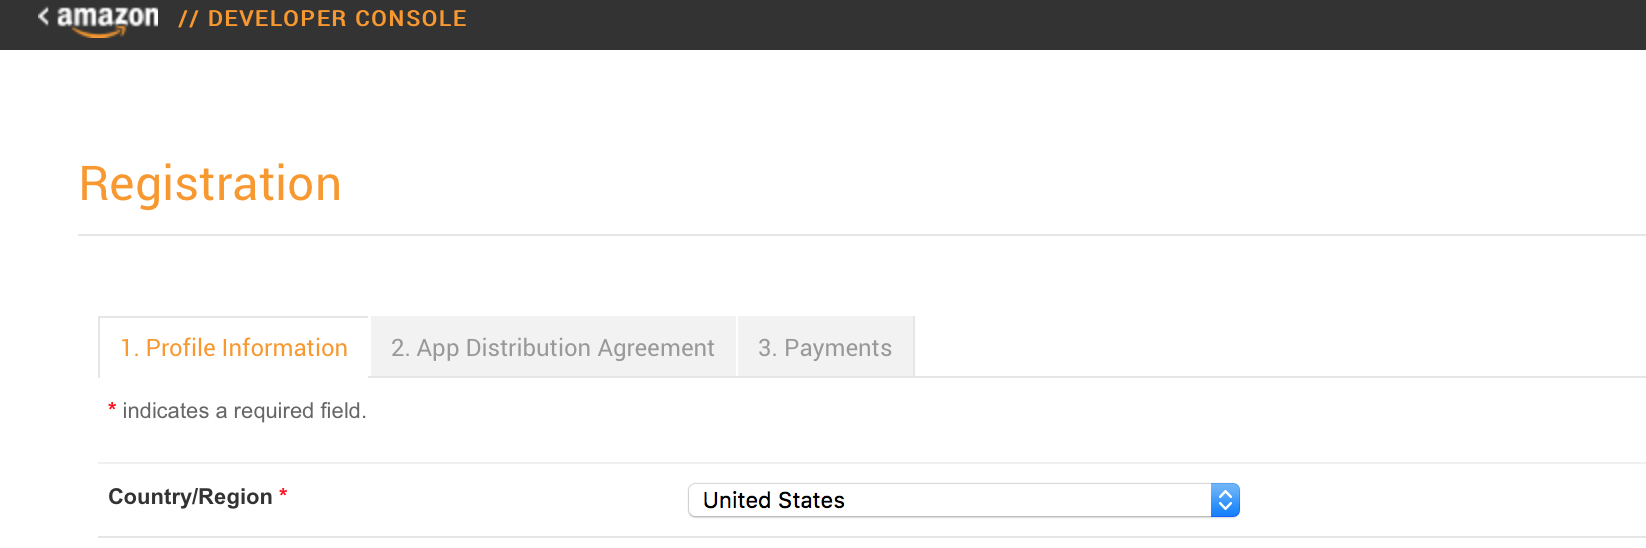 < amazon // DEVELOPER CONSOLE
Registration
1. Profile Information 2. App Distribution Agreement 3. Payments
* indicates a required field.
Country/Region * United States